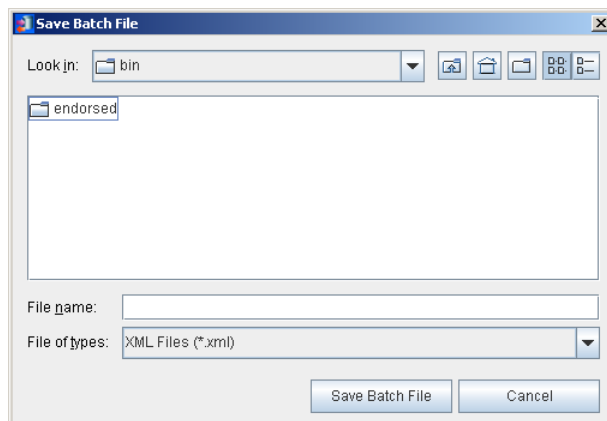 Save Batch File
Look in: bin
endorsed
File name:
File of types: XML Files (*.xml)
Save Batch File Cancel